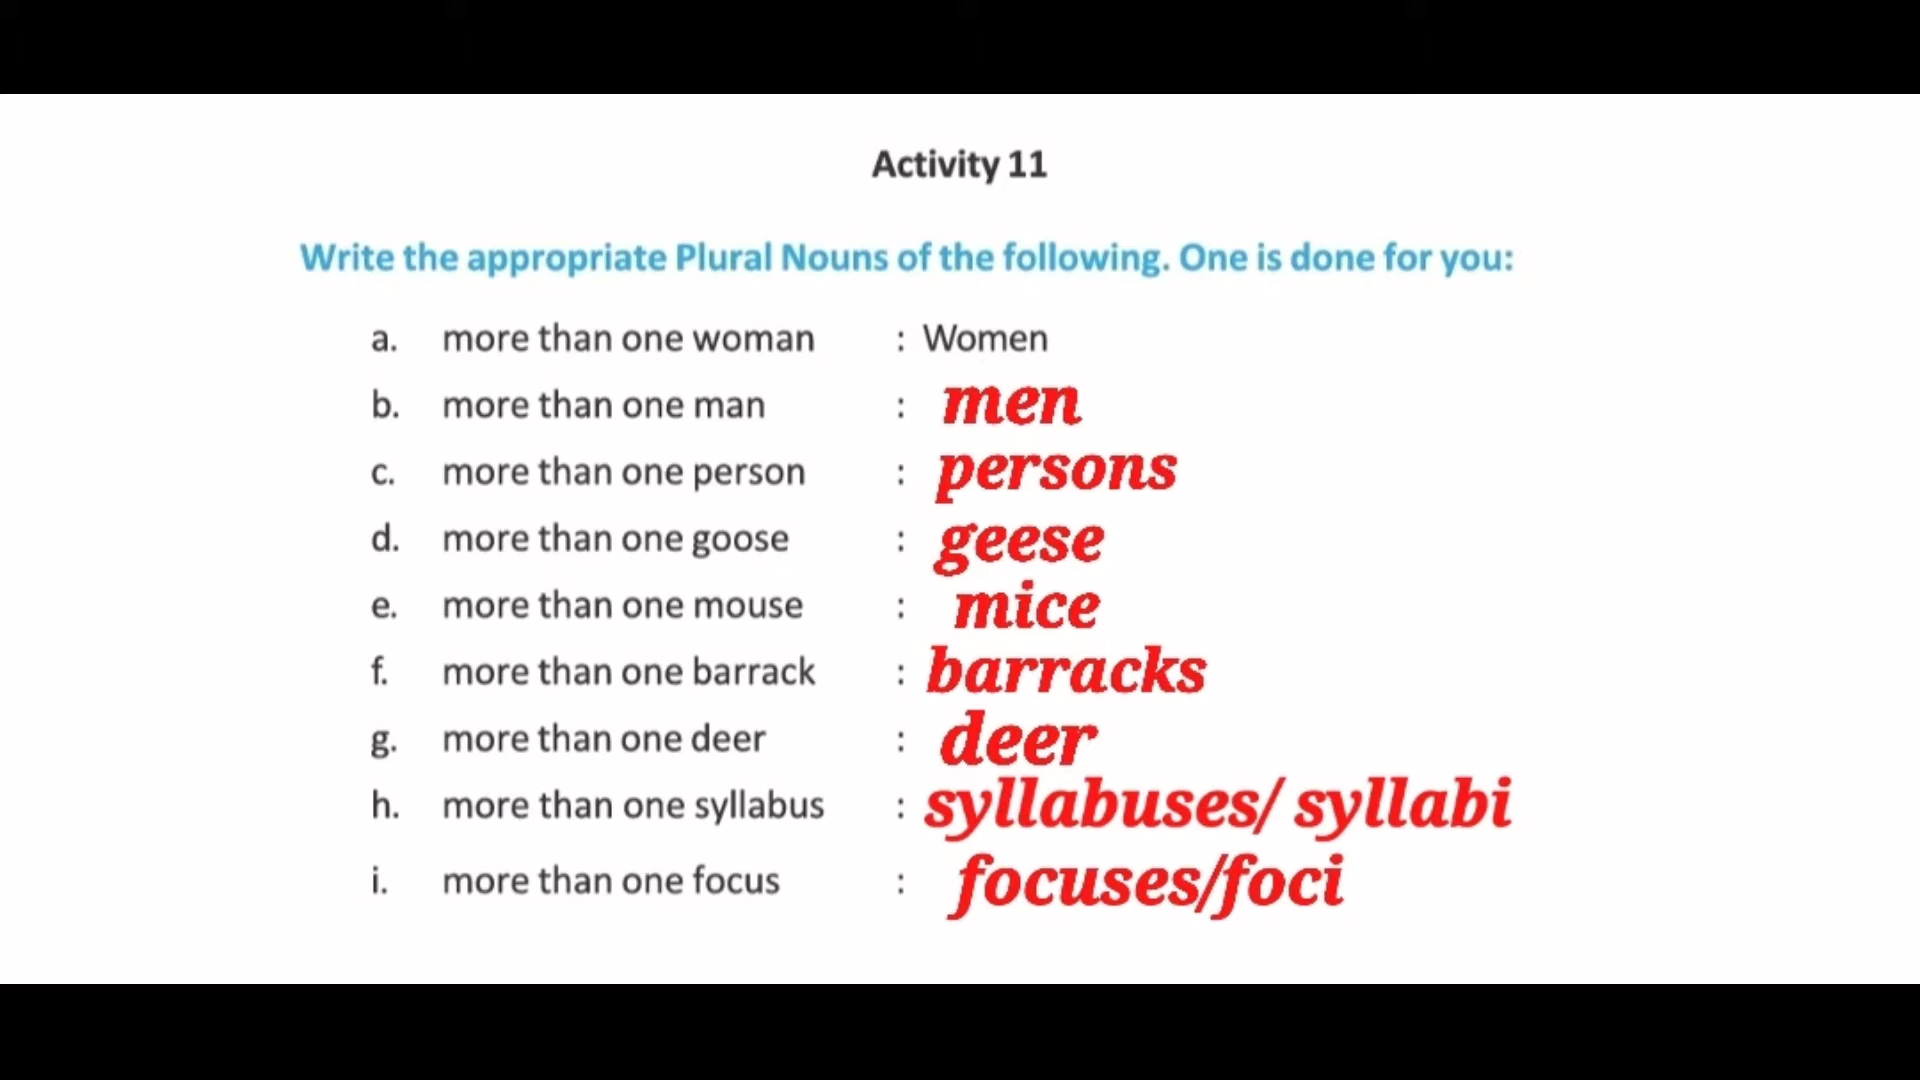 Activity 11
Write the appropriate Plural Nouns of the following. One is done for you:
a. more than one woman : Women
b. more than one man : men
c. more than one person : persons
d. more than one goose : geese
e. more than one mouse : mice
f. more than one barrack : barracks
g. more than one deer : deer
h. more than one syllabus : syllabuses/ syllabi
i. more than one focus : focuses/foci